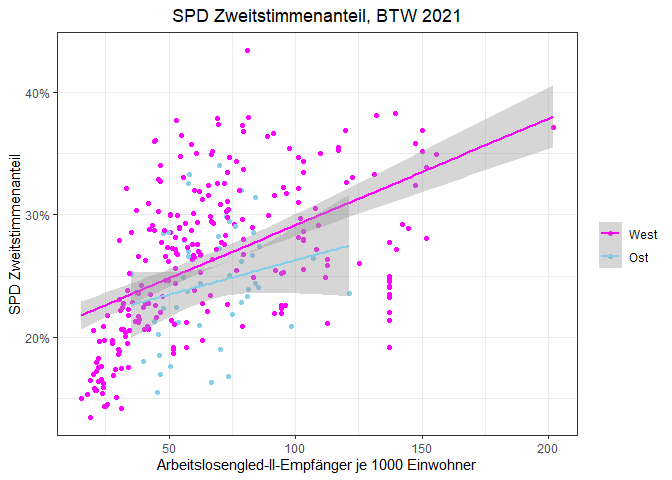 SPD Zweitstimmenanteil, BTW 2021
SPD Zweitstimmenanteil
40%
30%
20%
50
100
150
200
Arbeitslosengled-II-Empfänger je 1000 Einwohner
West
Ost